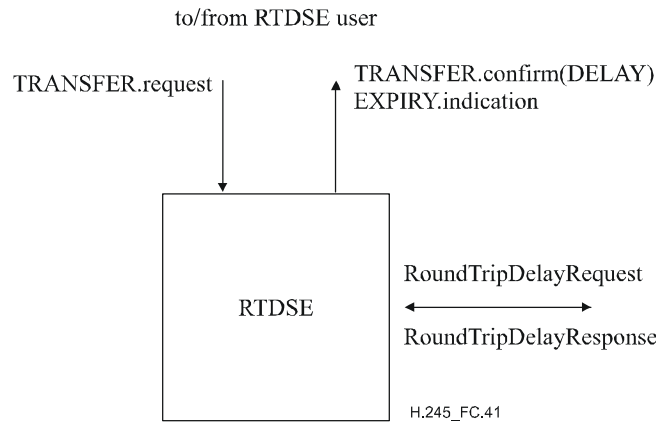 to/from RTDSE user
TRANSFER.request
TRANSFER.confirm(DELAY)
EXPIRY.indication
RTDSE
RoundTripDelayRequest
RoundTripDelayResponse
H.245_FC.41